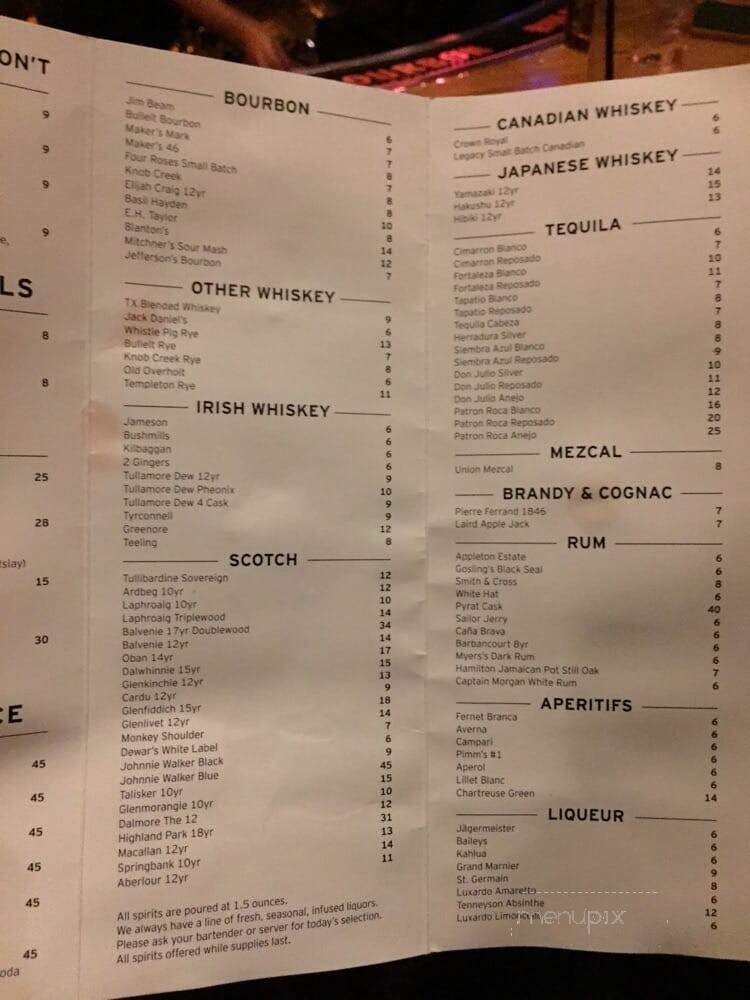 ON'T
9
9
9
9
e,
LS
8
8
25
28
tslay)
15
30
CE
45
45
45
45
45
45
oda
BOURBON
Jim Beam 6
Bulleit Bourbon 7
Maker's Mark 7
Maker's 46 8
Four Roses Small Batch 7
Knob Creek 8
Elijah Craig 12yr 8
Basil Hayden 10
E.H. Taylor 8
Blanton's 14
Mitchner's Sour Mash 12
Jefferson's Bourbon 7
OTHER WHISKEY
TX Blended Whiskey 9
Jack Daniel's 6
Whistle Pig Rye 13
Bulleit Rye 7
Knob Creek Rye 8
Old Overholt 6
Templeton Rye 11
IRISH WHISKEY
Jameson 6
Bushmills 6
Kilbaggan 6
2 Gingers 6
Tullamore Dew 12yr 9
Tullamore Dew Pheonix 10
Tullamore Dew 4 Cask 9
Tyrconnell 9
Greenore 12
Teeling 8
SCOTCH
Tullibardine Sovereign 12
Ardbeg 10yr 12
Laphroaig 10yr 10
Laphroaig Triplewood 14
Balvenie 17yr Doublewood 34
Balvenie 12yr 14
Oban 14yr 17
Dalwhinnie 15yr 15
Glenkinchie 12yr 13
Cardu 12yr 9
Glenfiddich 15yr 18
Glenlivet 12yr 14
Monkey Shoulder 7
Dewar's White Label 6
Johnnie Walker Black 9
Johnnie Walker Blue 45
Talisker 10yr 15
Glenmorangie 10yr 10
Dalmore The 12 12
Highland Park 18yr 31
Macallan 12yr 13
Springbank 10yr 14
Aberlour 12yr 11
All spirits are poured at 1.5 ounces.
We always have a line of fresh, seasonal, infused liquors.
Please ask your bartender or server for today's selection.
All spirits offered while supplies last.
CANADIAN WHISKEY
Crown Royal 6
Legacy Small Batch Canadian 6
JAPANESE WHISKEY
Yamazaki 12yr 14
Hakushu 12yr 15
Hibiki 12yr 13
TEQUILA
Cimarron Blanco 6
Cimarron Reposado 7
Fortaleza Blanco 10
Fortaleza Reposado 11
Tapatio Blanco 7
Tapatio Reposado 8
Tequila Cabeza 7
Herradura Silver 8
Siembra Azul Blanco 8
Siembra Azul Reposado 9
Don Julio Silver 10
Don Julio Reposado 11
Don Julio Anejo 12
Patron Roca Blanco 16
Patron Roca Reposado 20
Patron Roca Anejo 25
MEZCAL
Union Mezcal 8
BRANDY & COGNAC
Pierre Ferrand 1846 7
Laird Apple Jack 7
RUM
Appleton Estate 6
Gosling's Black Seal 6
Smith & Cross 8
White Hat 6
Pyrat Cask 40
Sailor Jerry 6
Caña Brava 6
Barbancourt 8yr 6
Myers's Dark Rum 6
Hamilton Jamaican Pot Still Oak 7
Captain Morgan White Rum 6
APERITIFS
Fernet Branca 6
Averna 6
Campari 6
Pimm's #1 6
Aperol 6
Lillet Blanc 6
Chartreuse Green 14
LIQUEUR
Jägermeister 6
Baileys 6
Kahlua 6
Grand Marnier 9
St. Germain 8
Luxardo Amaretto 6
Tenneyson Absinthe 12
Luxardo Limoncello 6
menupix